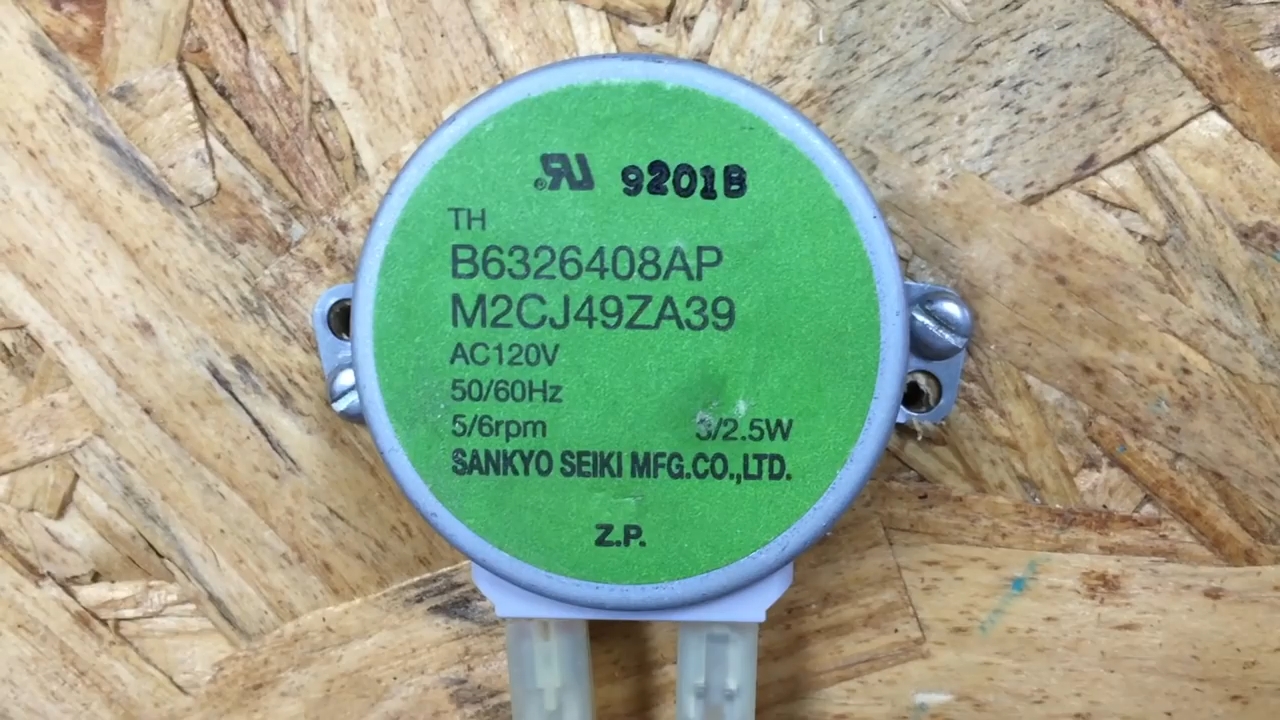 9201B
TH
B6326408AP
M2CJ49ZA39
AC120V
50/60Hz
5/6rpm 3/2.5W
SANKYO SEIKI MFG.CO.,LTD.
Z.P.